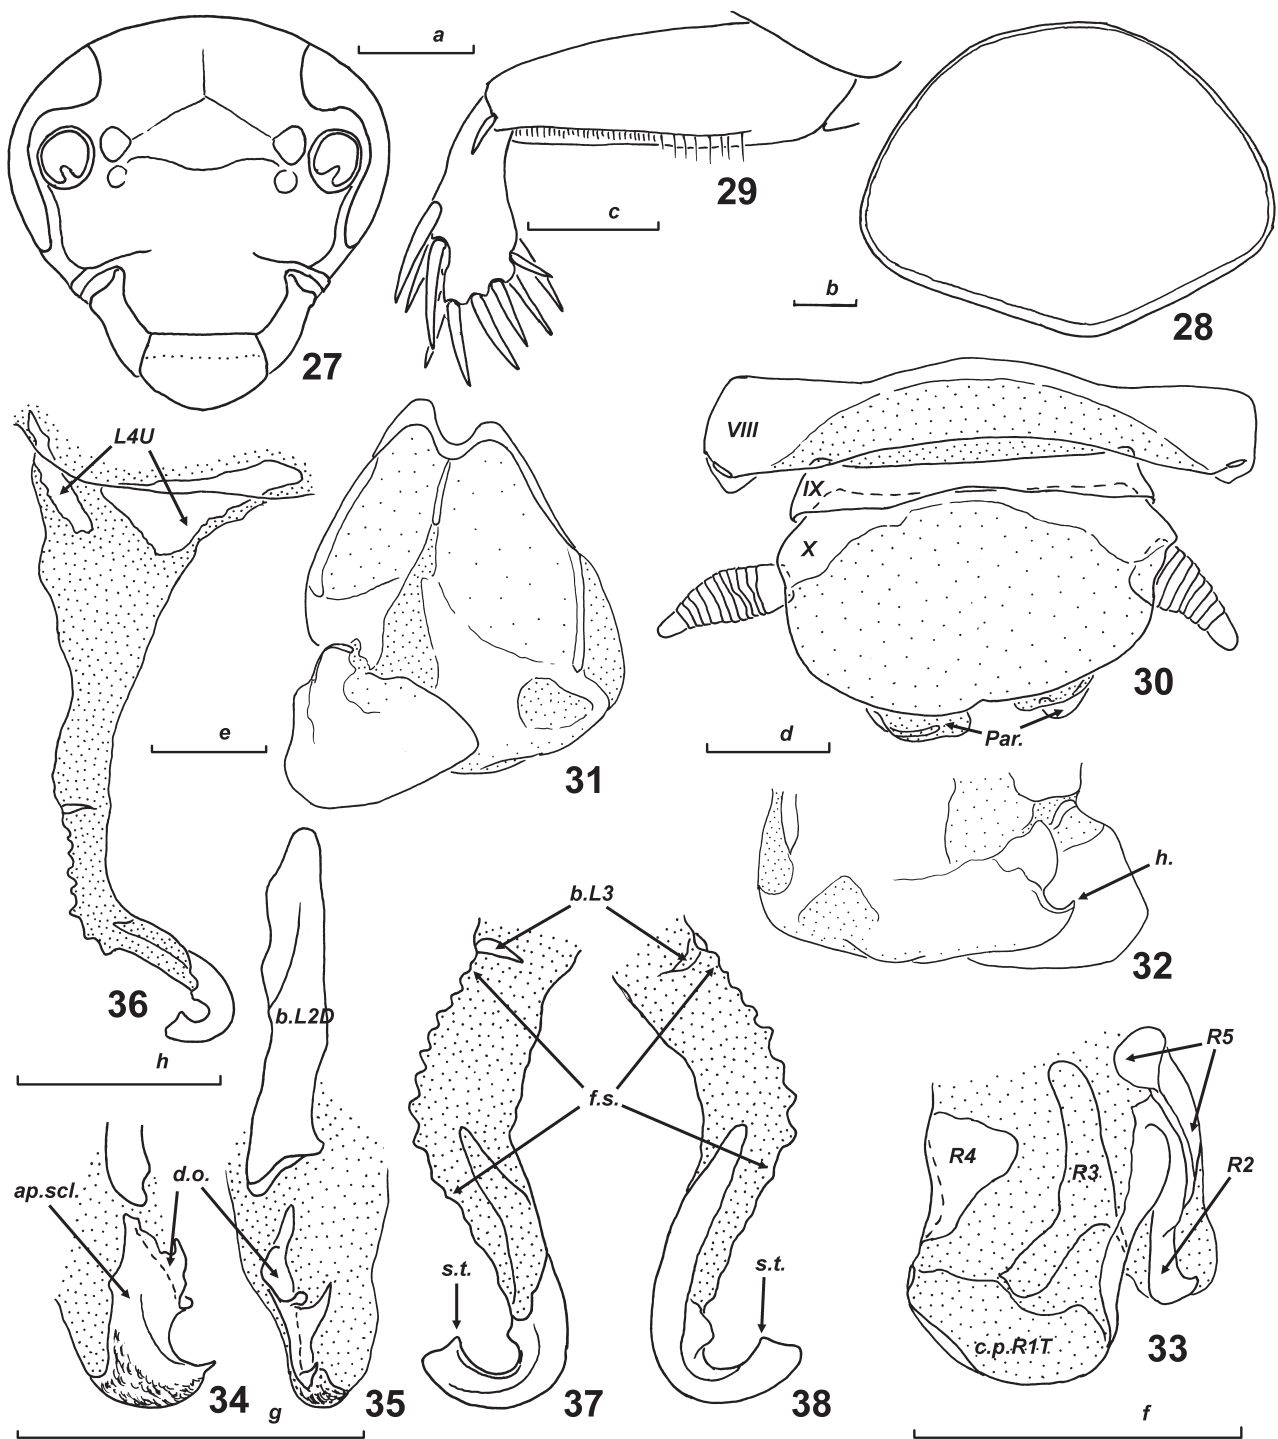 a
27
29
c
b
28
L4U
VIII
IX
X
30
Par.
d
e
31
h.
32
b.L3
36
b.L2D
h
f.s.
R5
R4
R3
R2
ap.scl.
d.o.
s.t.
s.t.
c.p.R1T
33
34
35
37
38
g
f